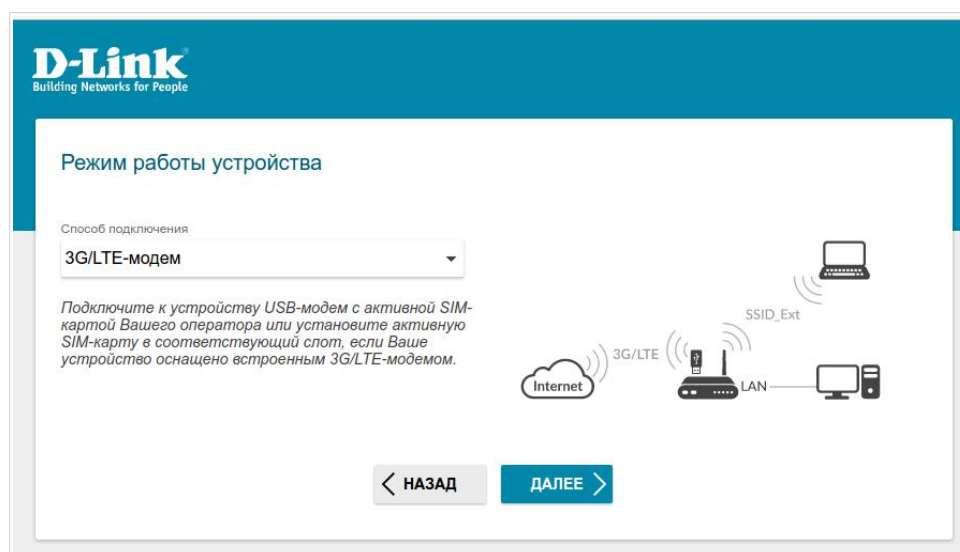 D-Link
Building Networks for People
Режим работы устройства
Способ подключения
3G/LTE-модем
Подключите к устройству USB-модем с активной SIM-
картой Вашего оператора или установите активную
SIM-карту в соответствующий слот, если Ваше
устройство оснащено встроенным 3G/LTE-модемом.
SSID_Ext
3G/LTE
Internet
LAN
НАЗАД
ДАЛЕЕ